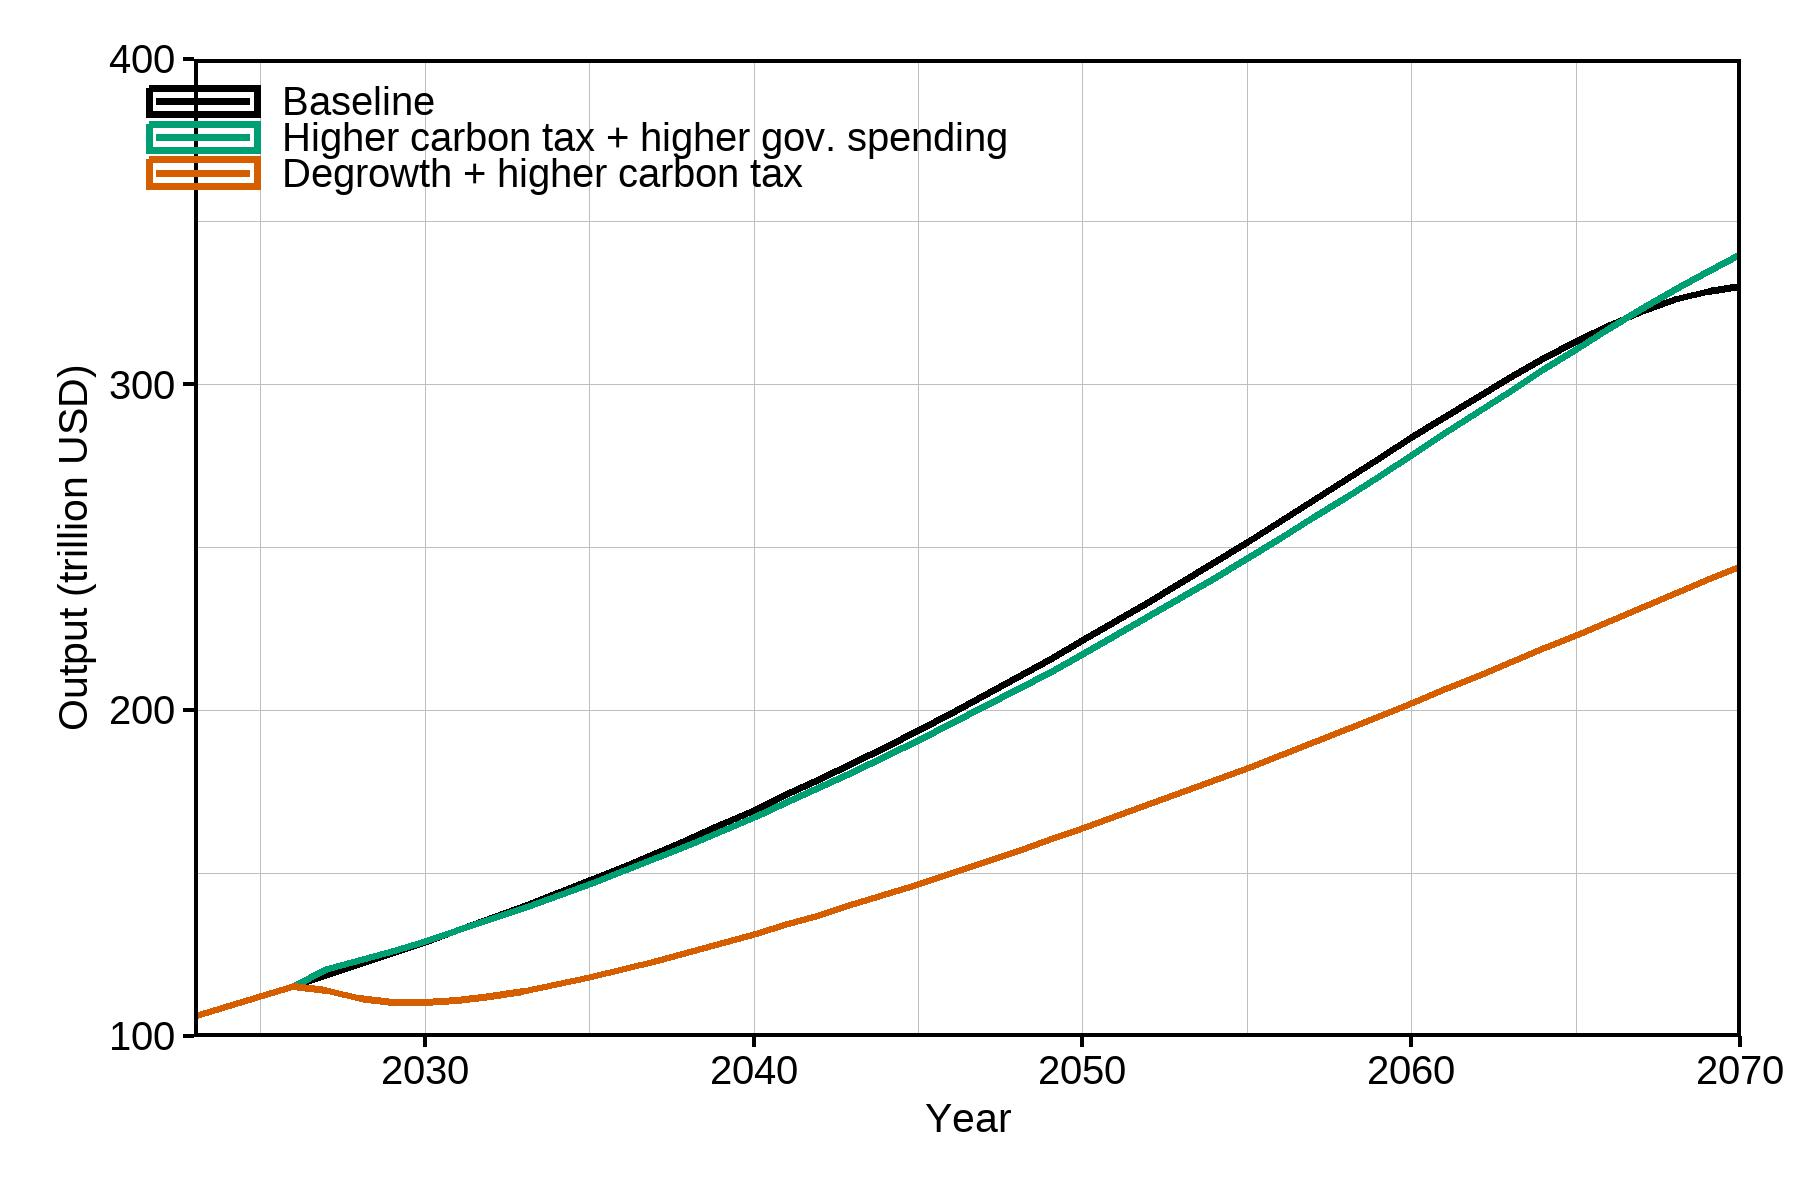 400
Baseline
Higher carbon tax + higher gov. spending
Degrowth + higher carbon tax
300
200
100
Output (trillion USD)
2030 2040 2050 2060 2070
Year